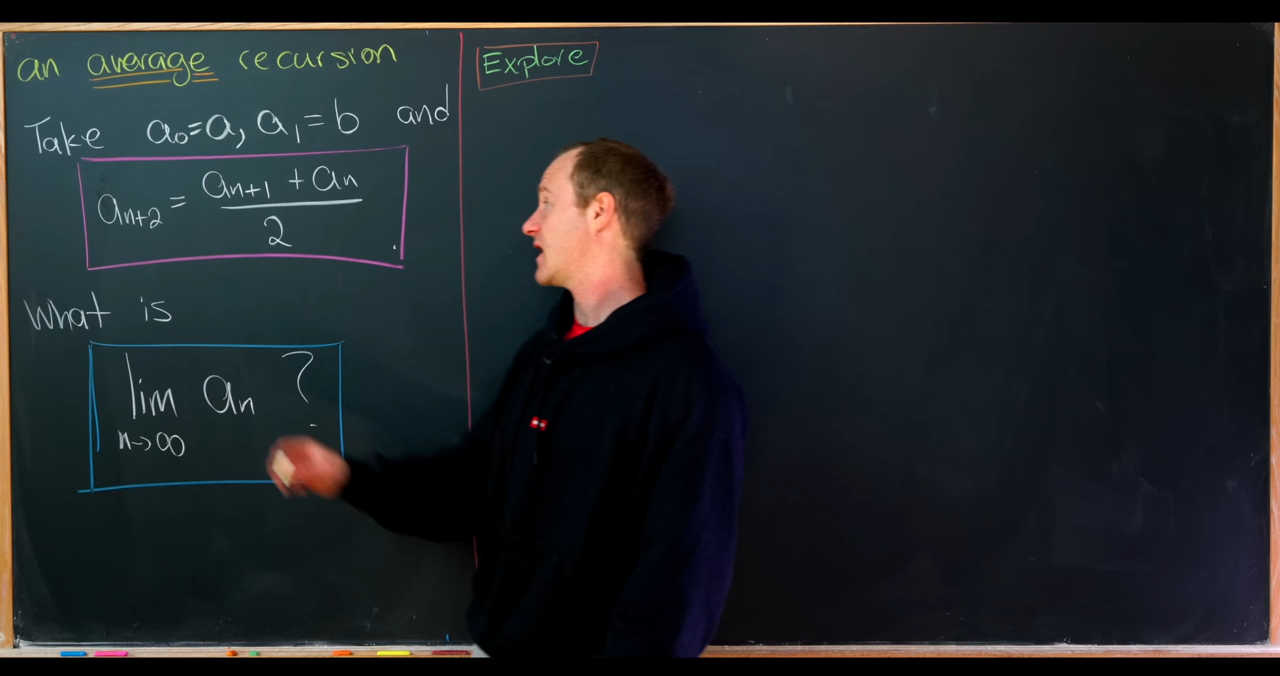 an average recursion
Take a₀=a, a₁=b and
aₙ₊₂ = (aₙ₊₁ + aₙ)/2.
What is
lim aₙ ?
n→∞
Explore